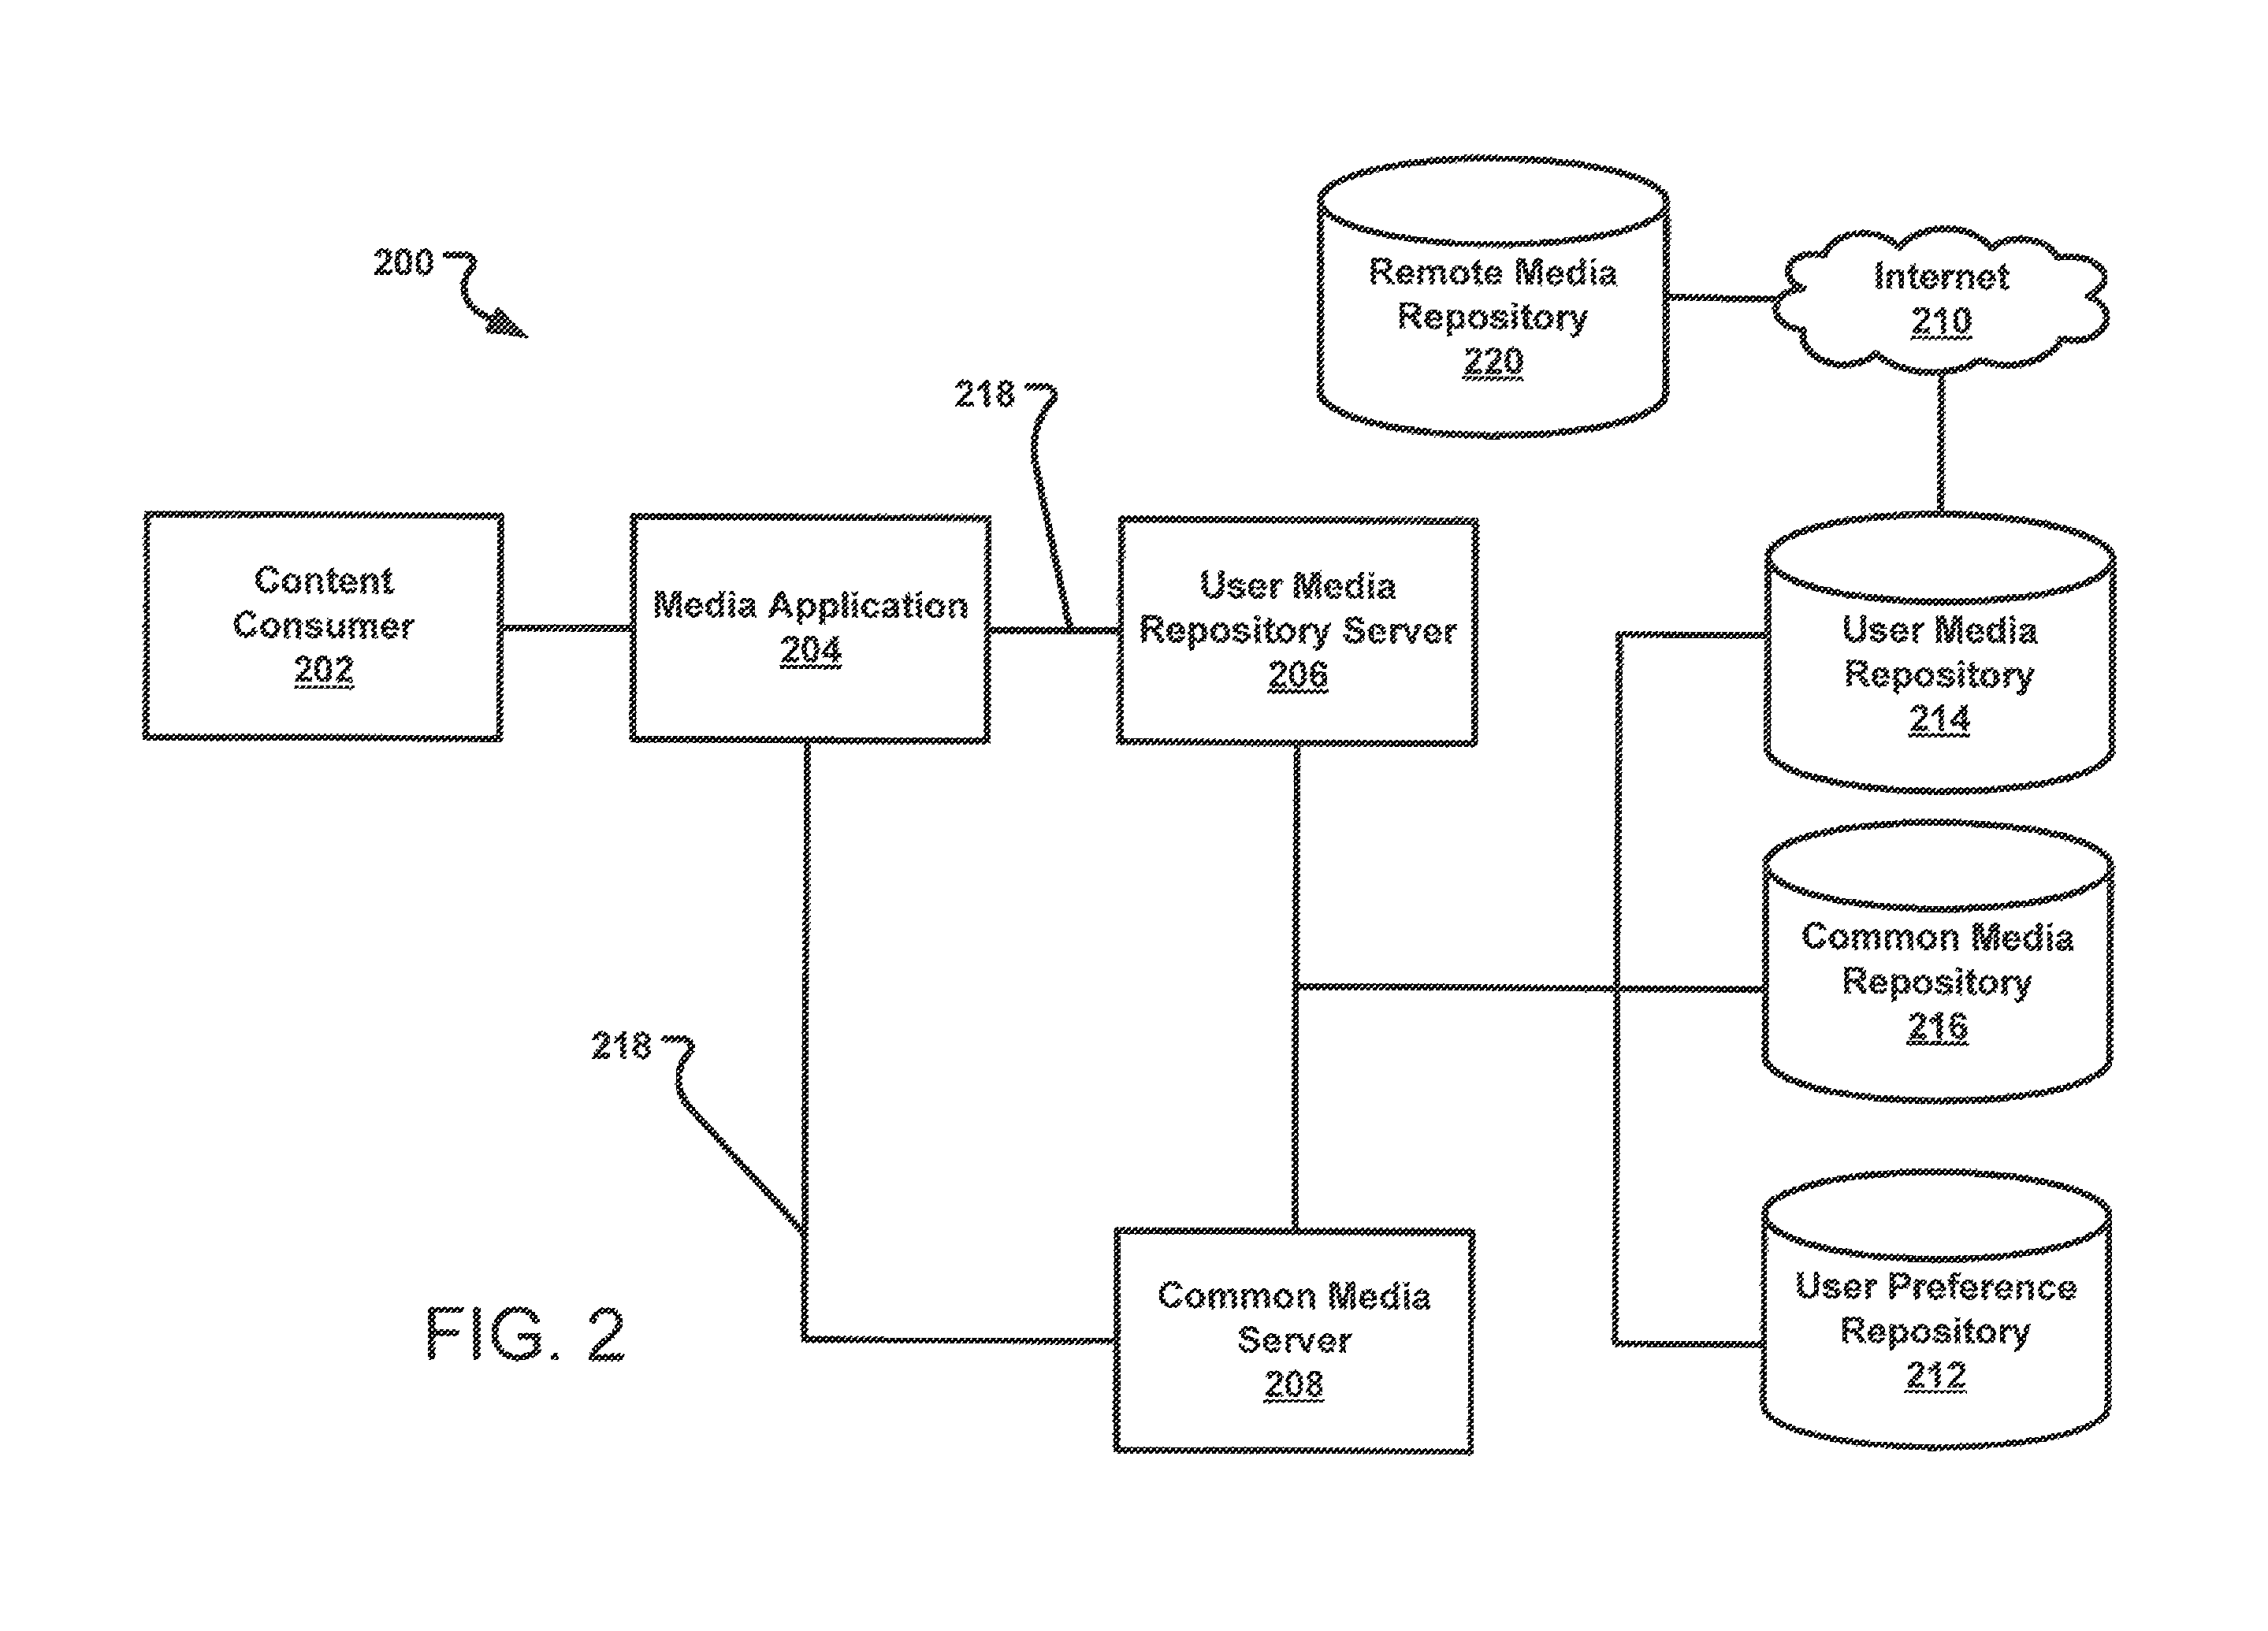 200
Remote Media
Repository
220
Internet
210
218
Content
Consumer
202
Media Application
204
User Media
Repository Server
206
User Media
Repository
214
Common Media
Repository
216
218
Common Media
Server
208
User Preference
Repository
212
FIG. 2